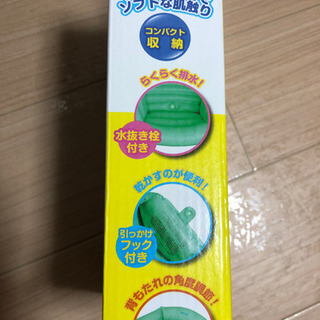 ソフトな肌触り
コンパクト
収納
らくらく排水!
水抜き栓
付き
乾かすのが便利!
引っかけ
フック
付き
背もたれの角度調節!